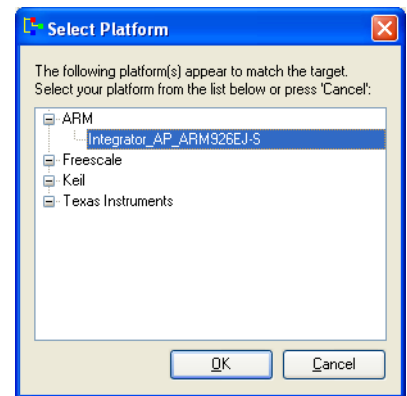 Select Platform
The following platform(s) appear to match the target.
Select your platform from the list below or press 'Cancel':
ARM
Integrator_AP_ARM926EJ-S
Freescale
Keil
Texas Instruments
OK
Cancel